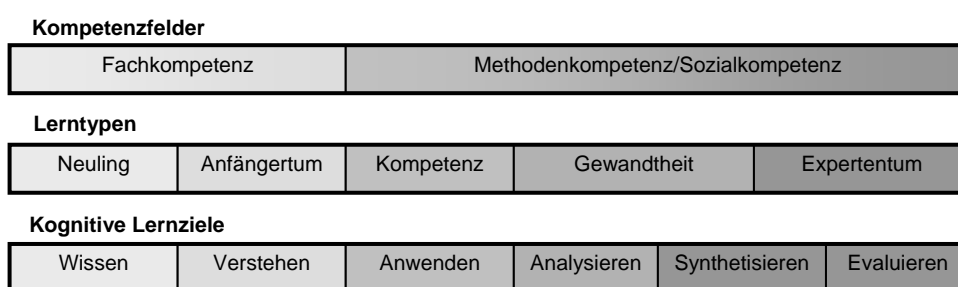 Kompetenzfelder
Fachkompetenz Methodenkompetenz/Sozialkompetenz
Lerntypen
Neuling Anfängertum Kompetenz Gewandtheit Expertentum
Kognitive Lernziele
Wissen Verstehen Anwenden Analysieren Synthetisieren Evaluieren